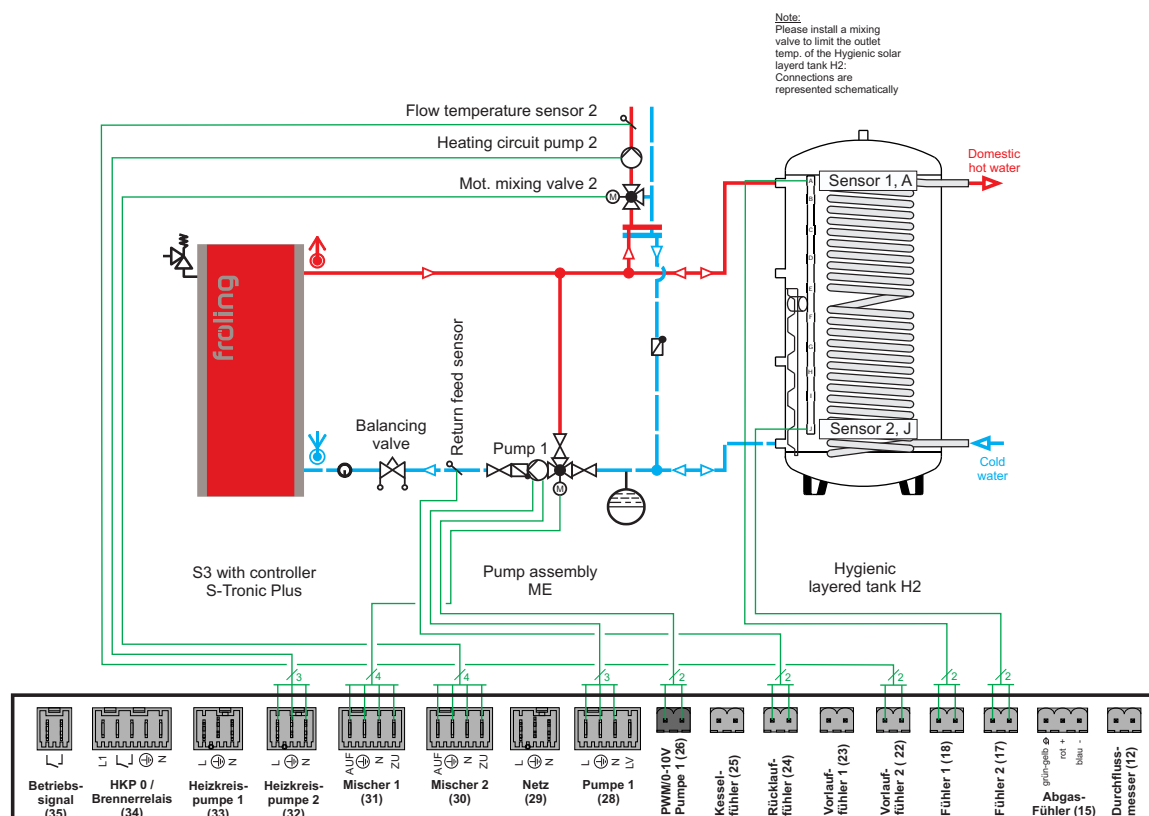 Note:
Please install a mixing
valve to limit the outlet
temp. of the Hygienic solar
layerd tank H2:
Connections are
represented schematically
Flow temperature sensor 2
Heating circuit pump 2
Mot. mixing valve 2
M
fröling
Return feed sensor
Balancing
valve
Pump 1
M
Sensor 1, A
A
B
C
D
E
F
G
H
I
J
Sensor 2, J
Domestic
hot water
Cold
water
S3 with controller
S-Tronic Plus
Pump assembly
ME
Hygienic
layered tank H2
3
4
4
3
2
2
2
2
2
L1 N
L N
L N
AUF N ZU
AUF N ZU
L N
L N LV
grün-gelb
rot +
blau -
Betriebs-
signal
(35)
HKP 0 /
Brennerrelais
(34)
Heizkreis-
pumpe 1
(33)
Heizkreis-
pumpe 2
(32)
Mischer 1
(31)
Mischer 2
(30)
Netz
(29)
Pumpe 1
(28)
PWM/0-10V
Pumpe 1 (26)
Kessel-
fühler (25)
Rücklauf-
fühler (24)
Vorlauf-
fühler 1 (23)
Vorlauf-
fühler 2 (22)
Fühler 1 (18)
Fühler 2 (17)
Abgas-
Fühler (15)
Durchfluss-
messer (12)